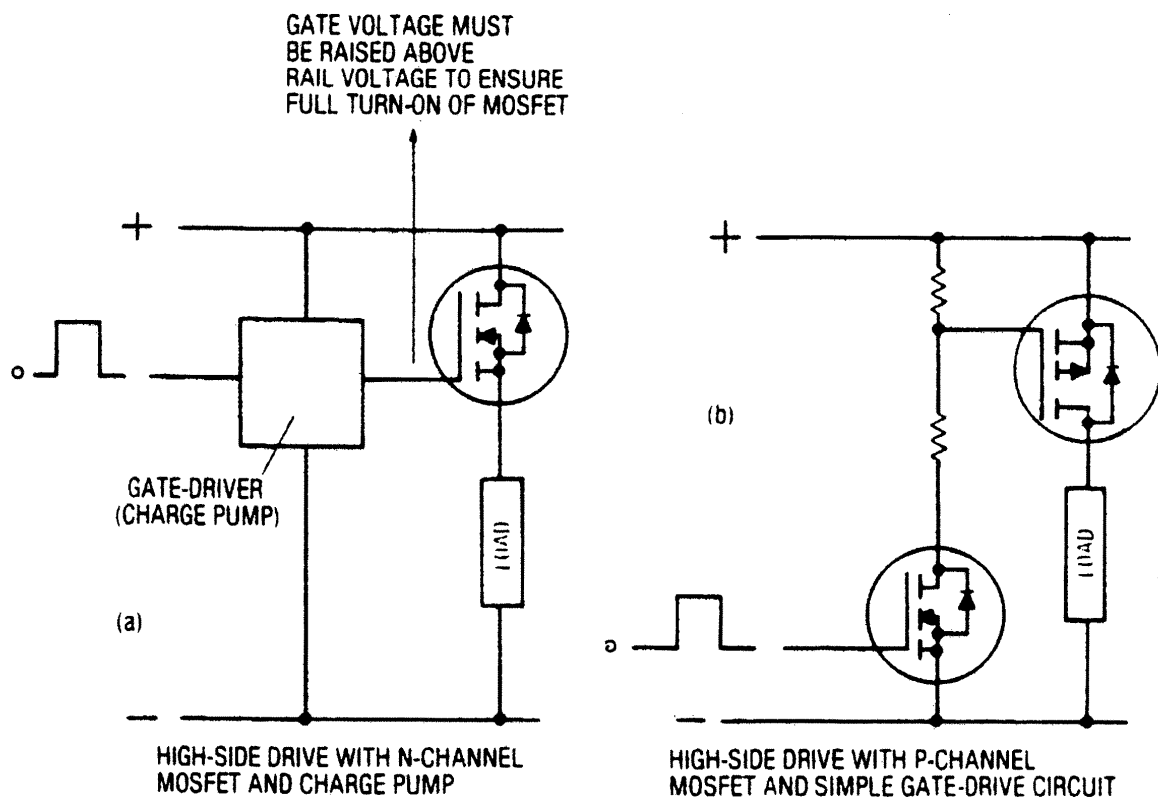 GATE VOLTAGE MUST
BE RAISED ABOVE
RAIL VOLTAGE TO ENSURE
FULL TURN-ON OF MOSFET
+
GATE-DRIVER
(CHARGE PUMP)
LOAD
(a)
−
HIGH-SIDE DRIVE WITH N-CHANNEL
MOSFET AND CHARGE PUMP
+
(b)
LOAD
−
HIGH-SIDE DRIVE WITH P-CHANNEL
MOSFET AND SIMPLE GATE-DRIVE CIRCUIT